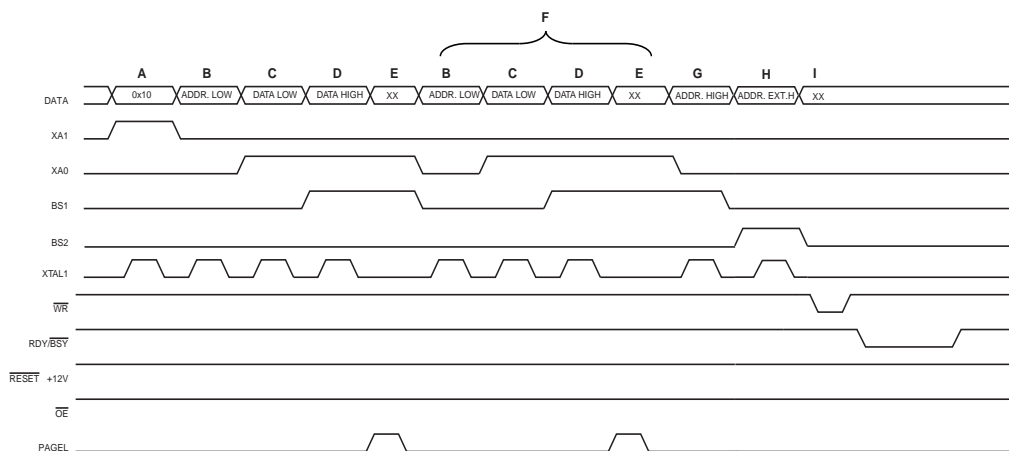 F
A B C D E B C D E G H I
DATA 0x10 ADDR. LOW DATA LOW DATA HIGH XX ADDR. LOW DATA LOW DATA HIGH XX ADDR. HIGH ADDR. EXT.H XX
XA1
XA0
BS1
BS2
XTAL1
WR
RDY/BSY
RESET +12V
OE
PAGEL